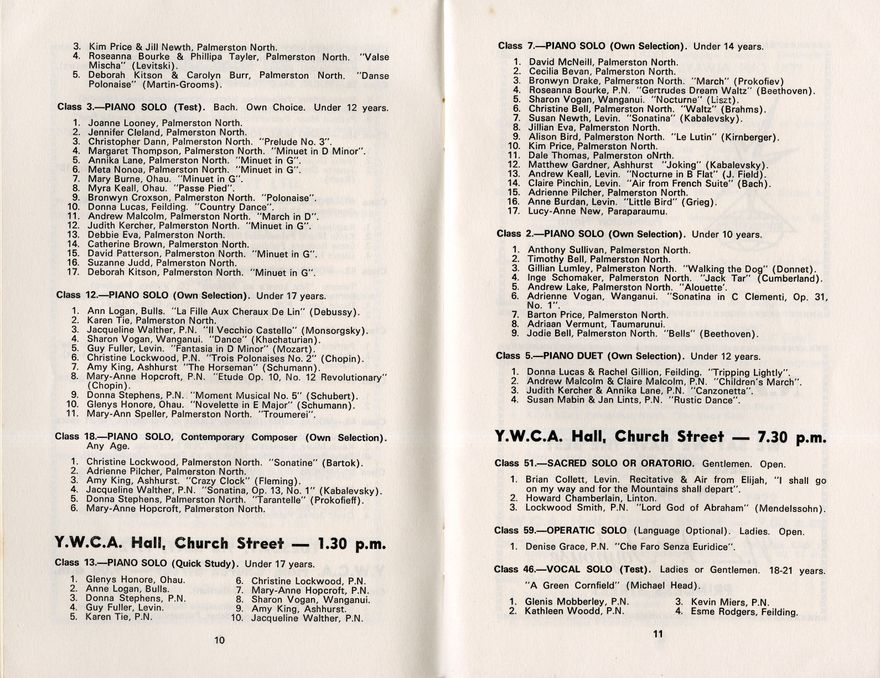 3. Kim Price & Jill Newth, Palmerston North.
4. Roseanna Bourke & Phillipa Tayler, Palmerston North. "Valse
Mischa" (Levitski).
5. Deborah Kitson & Carolyn Burr, Palmerston North. "Danse
Polonaise" (Martin-Grooms).
Class 3.—PIANO SOLO (Test). Bach. Own Choice. Under 12 years.
1. Joanne Looney, Palmerston North.
2. Jennifer Cleland, Palmerston North.
3. Christopher Dann, Palmerston North. "Prelude No. 3".
4. Margaret Thompson, Palmerston North. "Minuet in D Minor".
5. Annika Lane, Palmerston North. "Minuet in G".
6. Meta Nonoa, Palmerston North. "Minuet in G".
7. Mary Burne, Ohau. "Minuet in G".
8. Myra Keall, Ohau. "Passe Pied".
9. Bronwyn Croxson, Palmerston North. "Polonaise".
10. Donna Lucas, Feilding. "Country Dance".
11. Andrew Malcolm, Palmerston North. "March in D".
12. Judith Kercher, Palmerston North. "Minuet in G".
13. Debbie Eva, Palmerston North.
14. Catherine Brown, Palmerston North.
15. David Patterson, Palmerston North. "Minuet in G".
16. Suzanne Judd, Palmerston North.
17. Deborah Kitson, Palmerston North. "Minuet in G".
Class 12.—PIANO SOLO (Own Selection). Under 17 years.
1. Ann Logan, Bulls. "La Fille Aux Cheraux De Lin" (Debussy).
2. Karen Tie, Palmerston North.
3. Jacqueline Walther, P.N. "Il Vecchio Castello" (Monsorgsky).
4. Sharon Vogan, Wanganui. "Dance" (Khachaturian).
5. Guy Fuller, Levin. "Fantasia in D Minor" (Mozart).
6. Christine Lockwood, P.N. "Trois Polonaises No. 2" (Chopin).
7. Amy King, Ashhurst "The Horseman" (Schumann).
8. Mary-Anne Hopcroft, P.N. "Etude Op. 10, No. 12 Revolutionary"
(Chopin).
9. Donna Stephens, P.N. "Moment Musical No. 5" (Schubert).
10. Glenys Honore, Ohau. "Novelette in E Major" (Schumann).
11. Mary-Ann Speller, Palmerston North. "Troumerei".
Class 18.—PIANO SOLO, Contemporary Composer (Own Selection).
Any Age.
1. Christine Lockwood, Palmerston North. "Sonatine" (Bartok).
2. Adrienne Pilcher, Palmerston North.
3. Amy King, Ashhurst. "Crazy Clock" (Fleming).
4. Jacqueline Walther, P.N. "Sonatina, Op. 13, No. 1" (Kabalevsky).
5. Donna Stephens, Palmerston North. "Tarantelle" (Prokofieff).
6. Mary-Anne Hopcroft, Palmerston North.
Y.W.C.A. Hall, Church Street — 1.30 p.m.
Class 13.—PIANO SOLO (Quick Study). Under 17 years.
1. Glenys Honore, Ohau.
2. Anne Logan, Bulls.
3. Donna Stephens, P.N.
4. Guy Fuller, Levin.
5. Karen Tie, P.N.
6. Christine Lockwood, P.N.
7. Mary-Anne Hopcroft, P.N.
8. Sharon Vogan, Wanganui.
9. Amy King, Ashhurst.
10. Jacqueline Walther, P.N.
10
Class 7.—PIANO SOLO (Own Selection). Under 14 years.
1. David McNeill, Palmerston North.
2. Cecilia Bevan, Palmerston North.
3. Bronwyn Drake, Palmerston North. "March" (Prokofiev)
4. Roseanna Bourke, P.N. "Gertrudes Dream Waltz" (Beethoven).
5. Sharon Vogan, Wanganui. "Nocturne" (Liszt).
6. Christine Bell, Palmerston North. "Waltz" (Brahms).
7. Susan Newth, Levin. "Sonatina" (Kabalevsky).
8. Jillian Eva, Palmerston North.
9. Alison Bird, Palmerston North. "Le Lutin" (Kirnberger).
10. Kim Price, Palmerston North.
11. Dale Thomas, Palmerston oNrth.
12. Matthew Gardner, Ashhurst "Joking" (Kabalevsky).
13. Andrew Keall, Levin. "Nocturne in B Flat" (J. Field).
14. Claire Pinchin, Levin. "Air from French Suite" (Bach).
15. Adrienne Pilcher, Palmerston North.
16. Anne Burdan, Levin. "Little Bird" (Grieg).
17. Lucy-Anne New, Paraparaumu.
Class 2.—PIANO SOLO (Own Selection). Under 10 years.
1. Anthony Sullivan, Palmerston North.
2. Timothy Bell, Palmerston North.
3. Gillian Lumley, Palmerston North. "Walking the Dog" (Donnet).
4. Inge Schomaker, Palmerston North. "Jack Tar" (Cumberland).
5. Andrew Lake, Palmerston North. "Alouette'.
6. Adrienne Vogan, Wanganui. "Sonatina in C Clementi, Op. 31,
No. 1".
7. Barton Price, Palmerston North.
8. Adriaan Vermunt, Taumarunui.
9. Jodie Bell, Palmerston North. "Bells" (Beethoven).
Class 5.—PIANO DUET (Own Selection). Under 12 years.
1. Donna Lucas & Rachel Gillion, Feilding. "Tripping Lightly".
2. Andrew Malcolm & Claire Malcolm, P.N. "Children's March".
3. Judith Kercher & Annika Lane, P.N. "Canzonetta".
4. Susan Mabin & Jan Lints, P.N. "Rustic Dance".
Y.W.C.A. Hall, Church Street — 7.30 p.m.
Class 51.—SACRED SOLO OR ORATORIO. Gentlemen. Open.
1. Brian Collett, Levin. Recitative & Air from Elijah, "I shall go
on my way and for the Mountains shall depart".
2. Howard Chamberlain, Linton.
3. Lockwood Smith, P.N. "Lord God of Abraham" (Mendelssohn).
Class 59.—OPERATIC SOLO (Language Optional). Ladies. Open.
1. Denise Grace, P.N. "Che Faro Senza Euridice".
Class 46.—VOCAL SOLO (Test). Ladies or Gentlemen. 18-21 years.
"A Green Cornfield" (Michael Head).
1. Glenis Mobberley, P.N.
2. Kathleen Woodd, P.N.
3. Kevin Miers, P.N.
4. Esme Rodgers, Feilding.
11